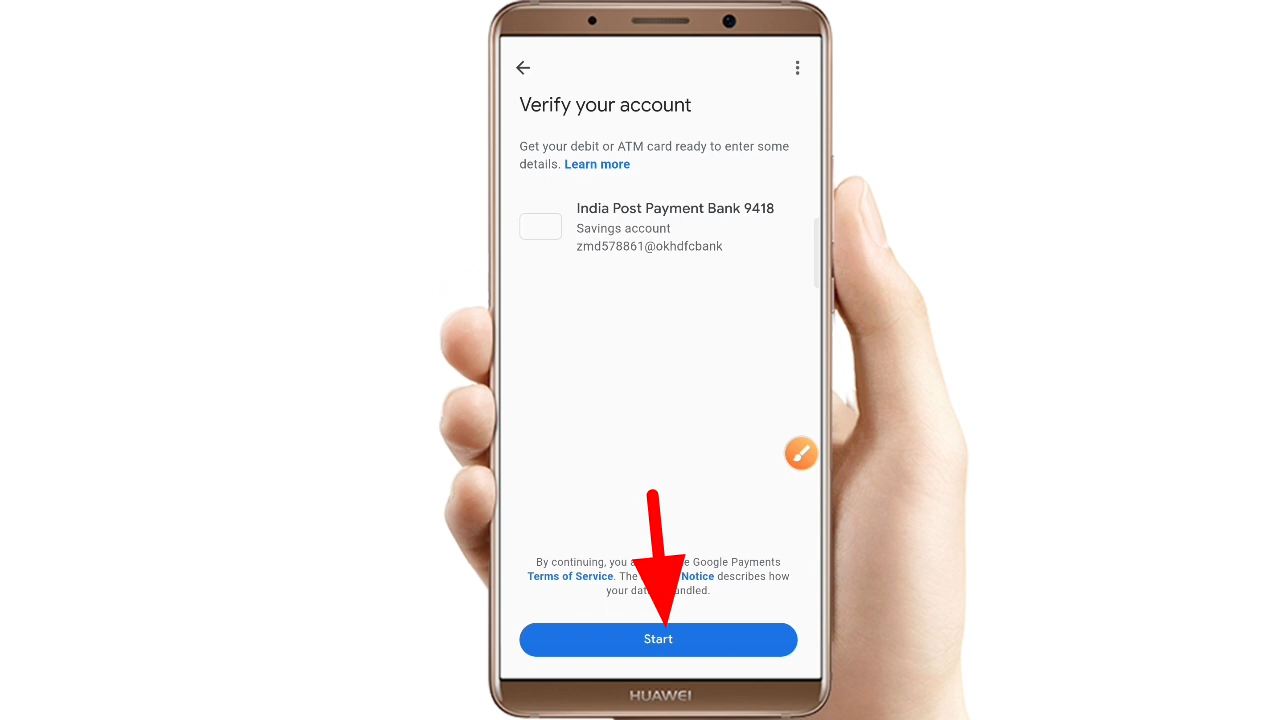 Verify your account
Get your debit or ATM card ready to enter some
details. Learn more
India Post Payment Bank 9418
Savings account
zmd578861@okhdfcbank
By continuing, you Google Payments
Terms of Service. The Notice describes how
your
Start
HUAWEI